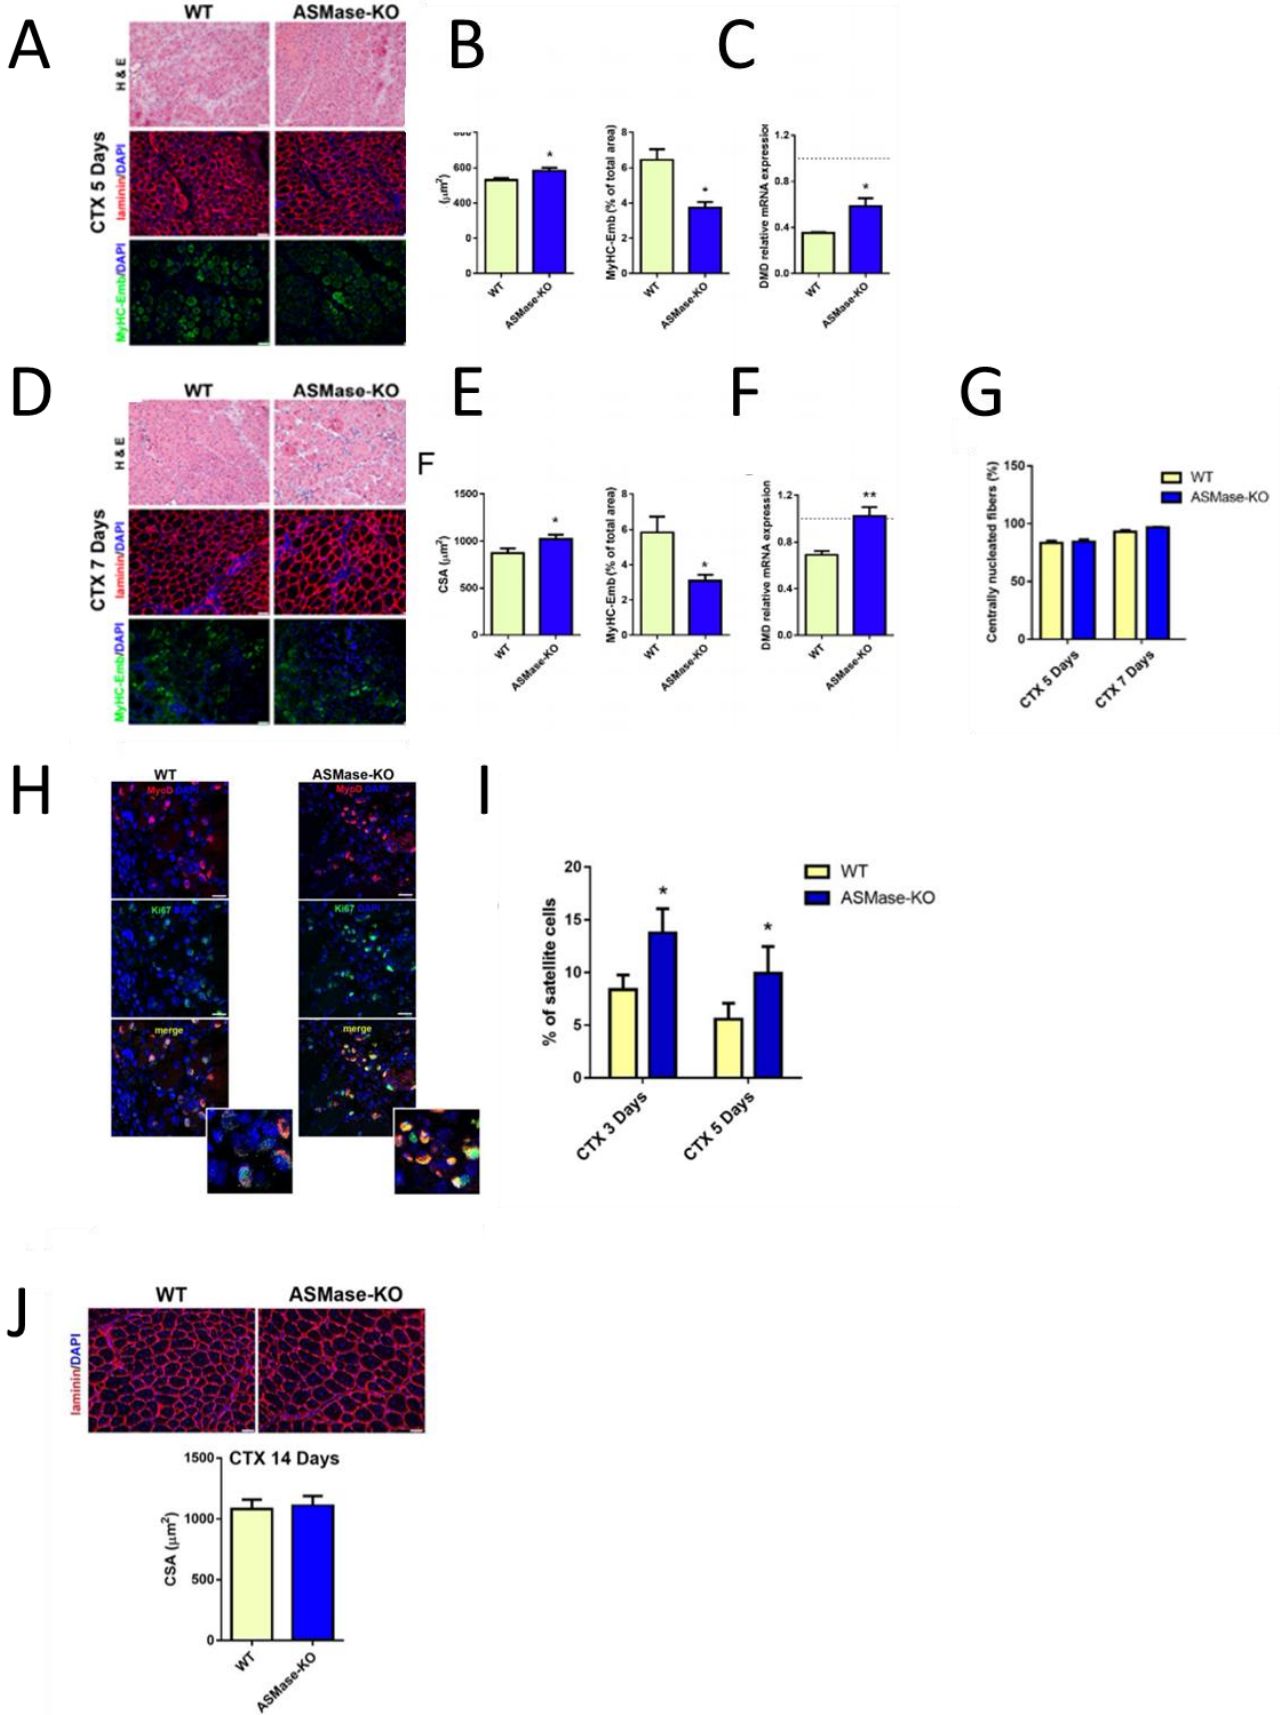 A
WT
ASMase-KO
H & E
CTX 5 Days
laminin/DAPI
MyHC-Emb/DAPI
B
600
400
0
0
(µm²)
WT
ASMase-KO
*
8
6
4
2
0
MyHC-Emb (% of total area)
WT
ASMase-KO
*
C
1.2
0.8
0.4
0.0
DMD relative mRNA expression
WT
ASMase-KO
*
D
WT
ASMase-KO
H & E
CTX 7 Days
laminin/DAPI
MyHC-Emb/DAPI
E
F
1500
1000
500
0
CSA (µm²)
WT
ASMase-KO
*
8
6
4
2
0
MyHC-Emb (% of total area)
WT
ASMase-KO
*
F
1.2
0.8
0.4
0.0
DMD relative mRNA expression
WT
ASMase-KO
**
G
150
100
50
0
Centrally nucleated fibers (%)
WT
ASMase-KO
CTX 5 Days
CTX 7 Days
H
WT
MyoD DAPI
Ki67 DAPI
merge
ASMase-KO
MyoD DAPI
Ki67 DAPI
merge
I
20
15
10
5
0
% of satellite cells
WT
ASMase-KO
*
*
CTX 3 Days
CTX 5 Days
J
WT
ASMase-KO
laminin/DAPI
CTX 14 Days
1500
1000
500
0
CSA (µm²)
WT
ASMase-KO